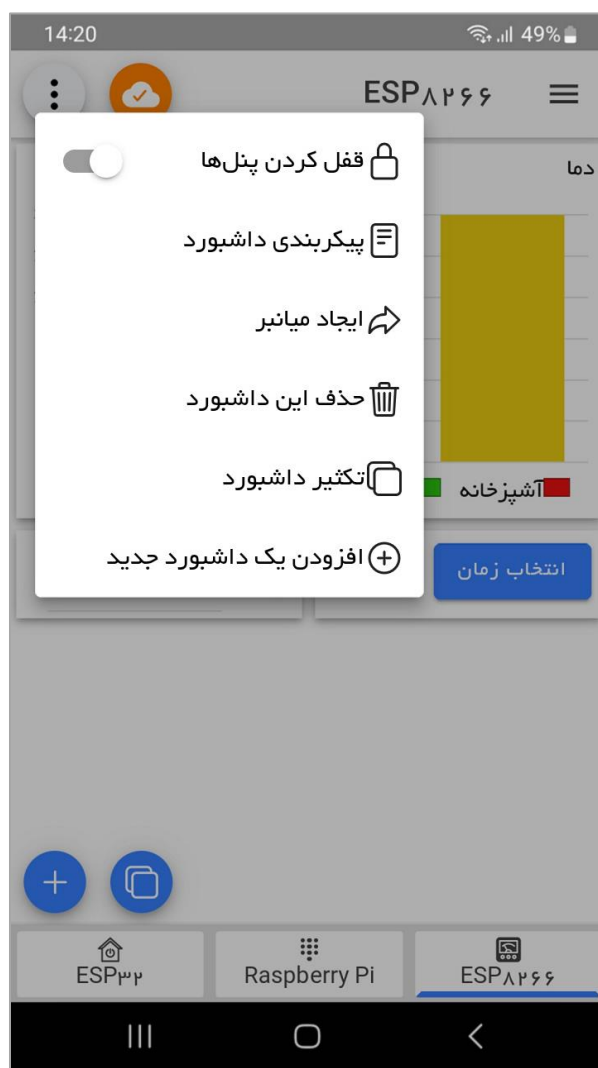 14:20
49%
ESP۸۲۶۶
قفل کردن پنل‌ها
دما
پیکربندی داشبورد
ایجاد میانبر
حذف این داشبورد
تکثیر داشبورد
آشپزخانه
افزودن یک داشبورد جدید
انتخاب زمان
ESP۳۲
Raspberry Pi
ESP۸۲۶۶